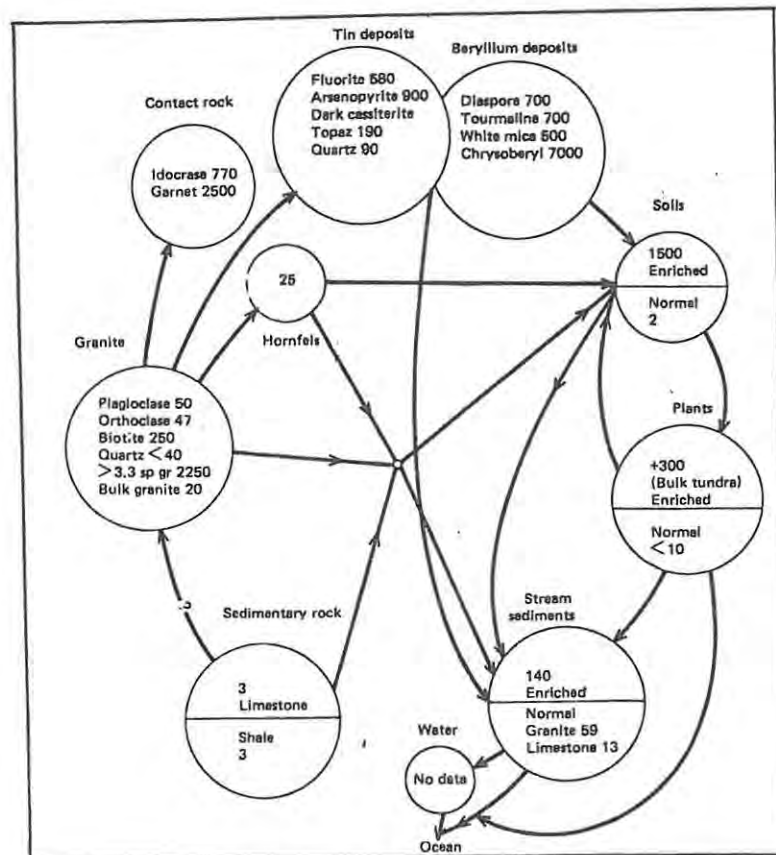 Tin deposits
Fluorite 580
Arsenopyrite 900
Dark cassiterite
Topaz 190
Quartz 90
Beryllium deposits
Diaspore 700
Tourmaline 700
White mica 500
Chrysoberyl 7000
Contact rock
Idocrase 770
Garnet 2500
Soils
1500
Enriched
Normal
2
25
Hornfels
Granite
Plagioclase 50
Orthoclase 47
Biotite 250
Quartz <40
>3.3 sp gr 2250
Bulk granite 20
Plants
+300
(Bulk tundra)
Enriched
Normal
<10
?
Sedimentary rock
3
Limestone
Shale
3
Stream
sediments
140
Enriched
Normal
Granite 59
Limestone 13
Water
No data
Ocean